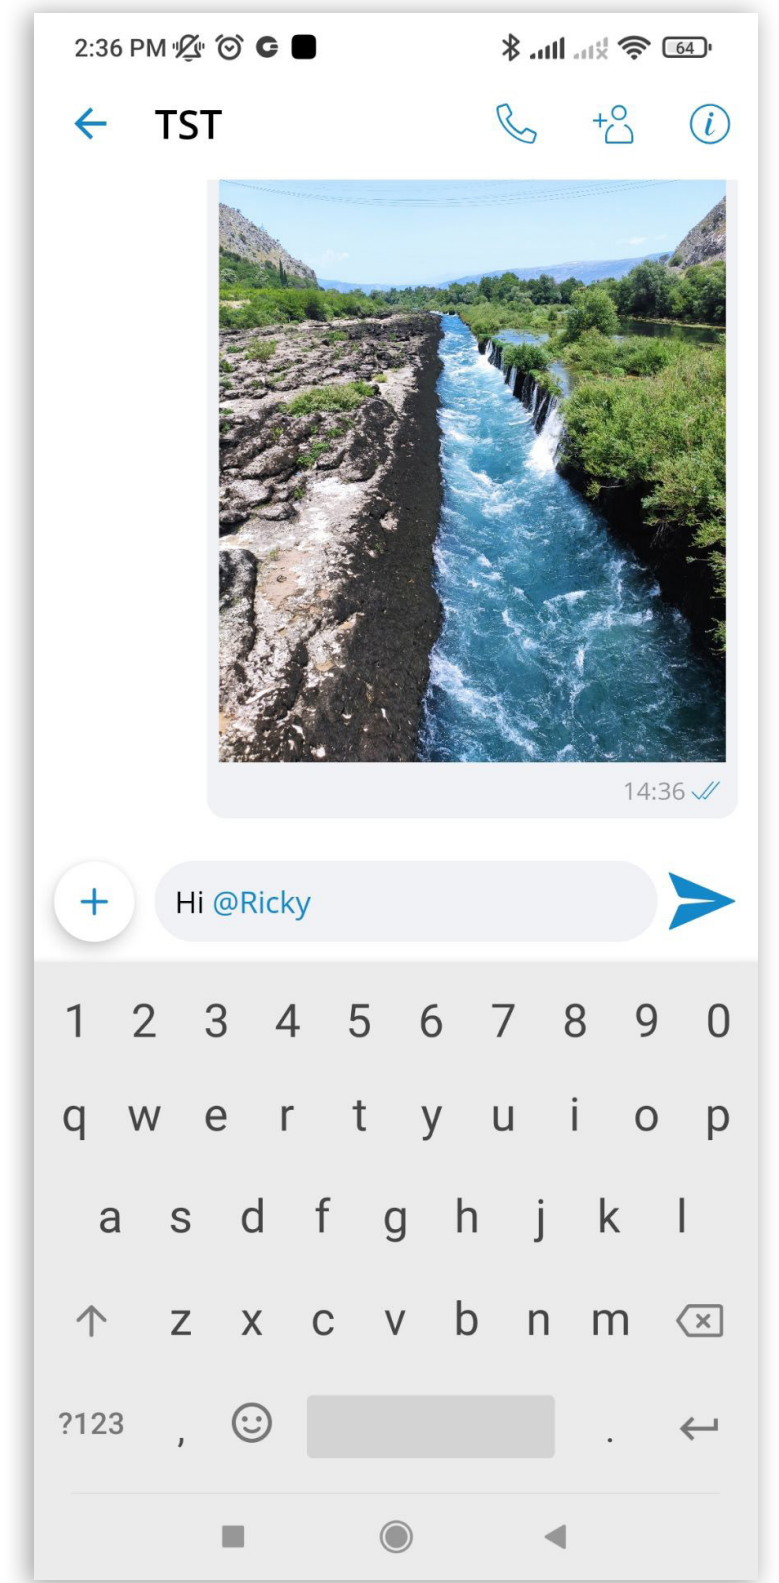 2:36 PM 64
TST
14:36
Hi @Ricky
1 2 3 4 5 6 7 8 9 0
q w e r t y u i o p
a s d f g h j k l
z x c v b n m
?123 , .